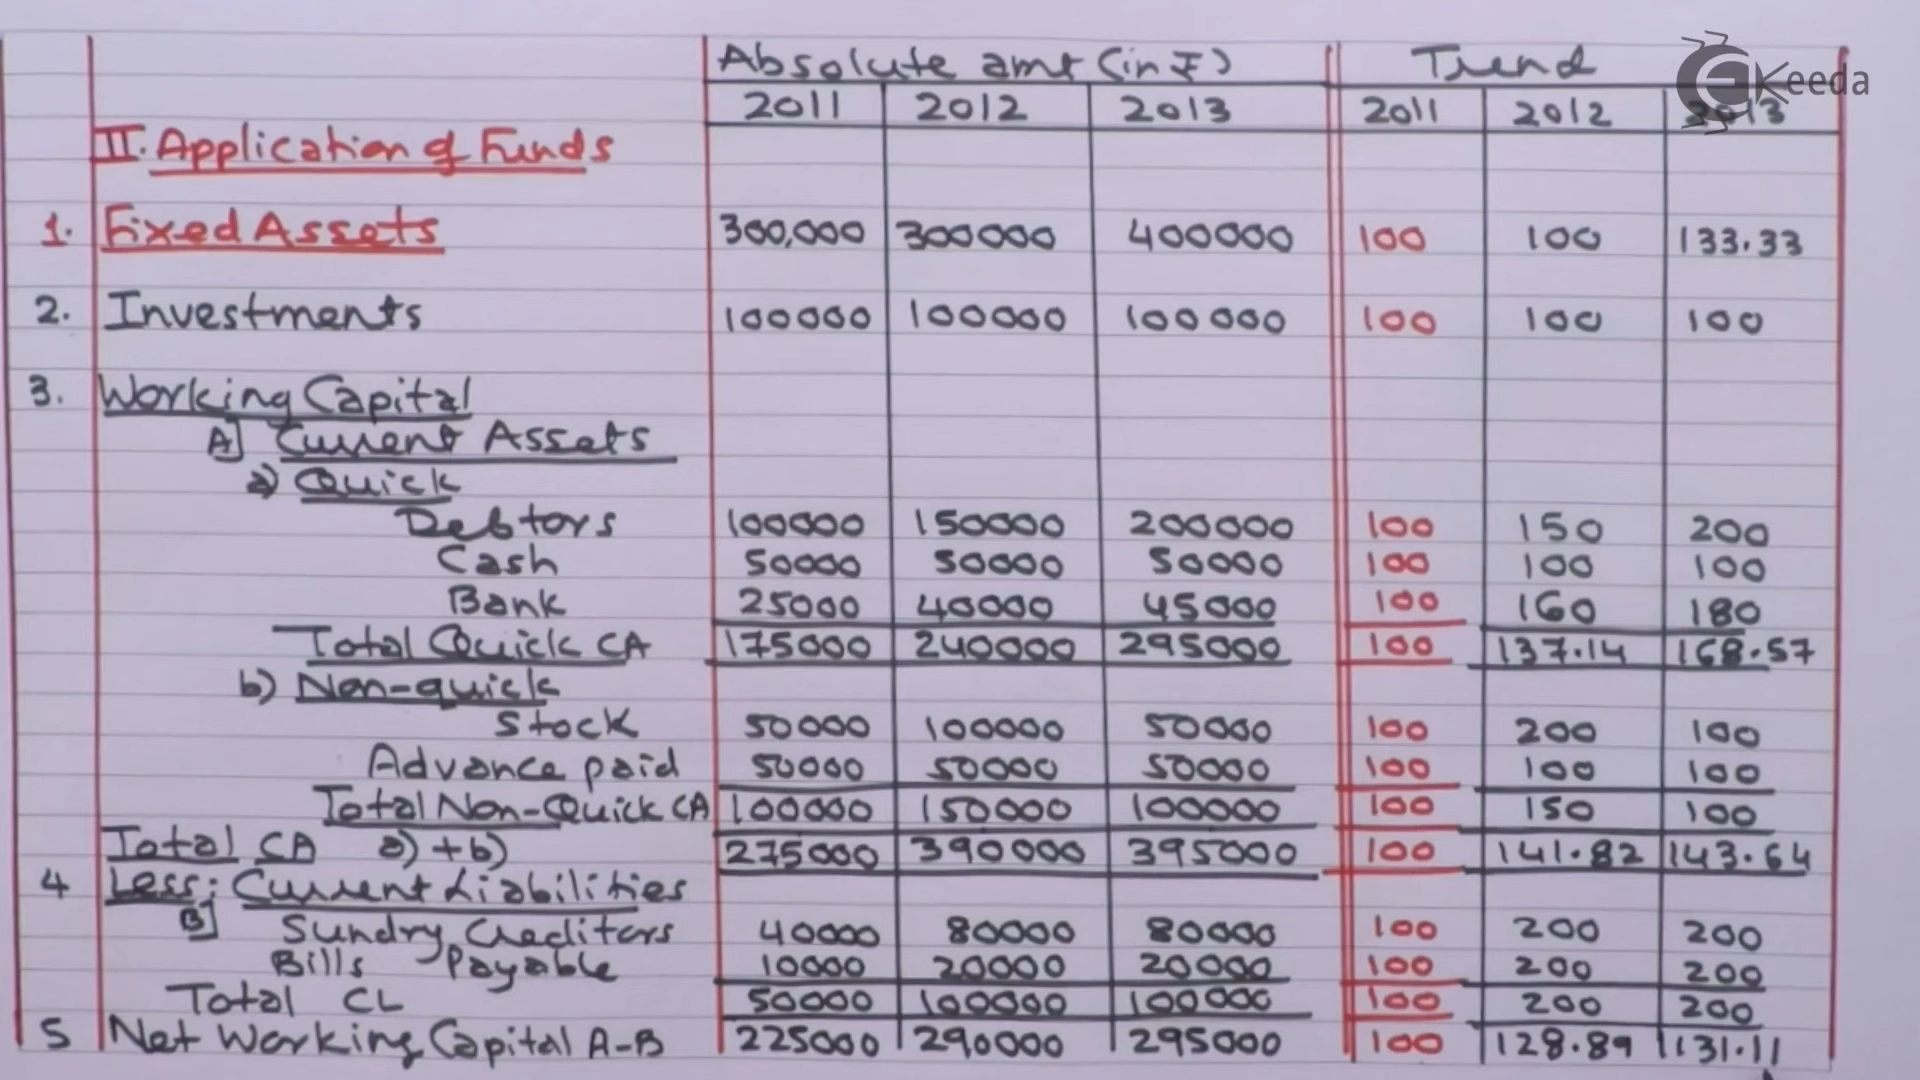 Absolute amt (in ₹) Trend
2011 2012 2013 2011 2012 2013
Keeda
II. Application of Funds
1. Fixed Assets 300,000 300000 400000 100 100 133.33
2. Investments 100000 100000 100000 100 100 100
3. Working Capital
A] Current Assets
a) Quick
Debtors 100000 150000 200000 100 150 200
Cash 50000 50000 50000 100 100 100
Bank 25000 40000 45000 100 160 180
Total Quick CA 175000 240000 295000 100 137.14 168.57
b) Non-quick
Stock 50000 100000 50000 100 200 100
Advance paid 50000 50000 50000 100 100 100
Total Non-Quick CA 100000 150000 100000 100 150 100
Total CA a)+b) 275000 390000 395000 100 141.82 143.64
4 Less: Current Liabilities
B] Sundry Creditors 40000 80000 80000 100 200 200
Bills Payable 10000 20000 20000 100 200 200
Total CL 50000 100000 100000 100 200 200
5 Net Working Capital A-B 225000 290000 295000 100 128.89 131.11